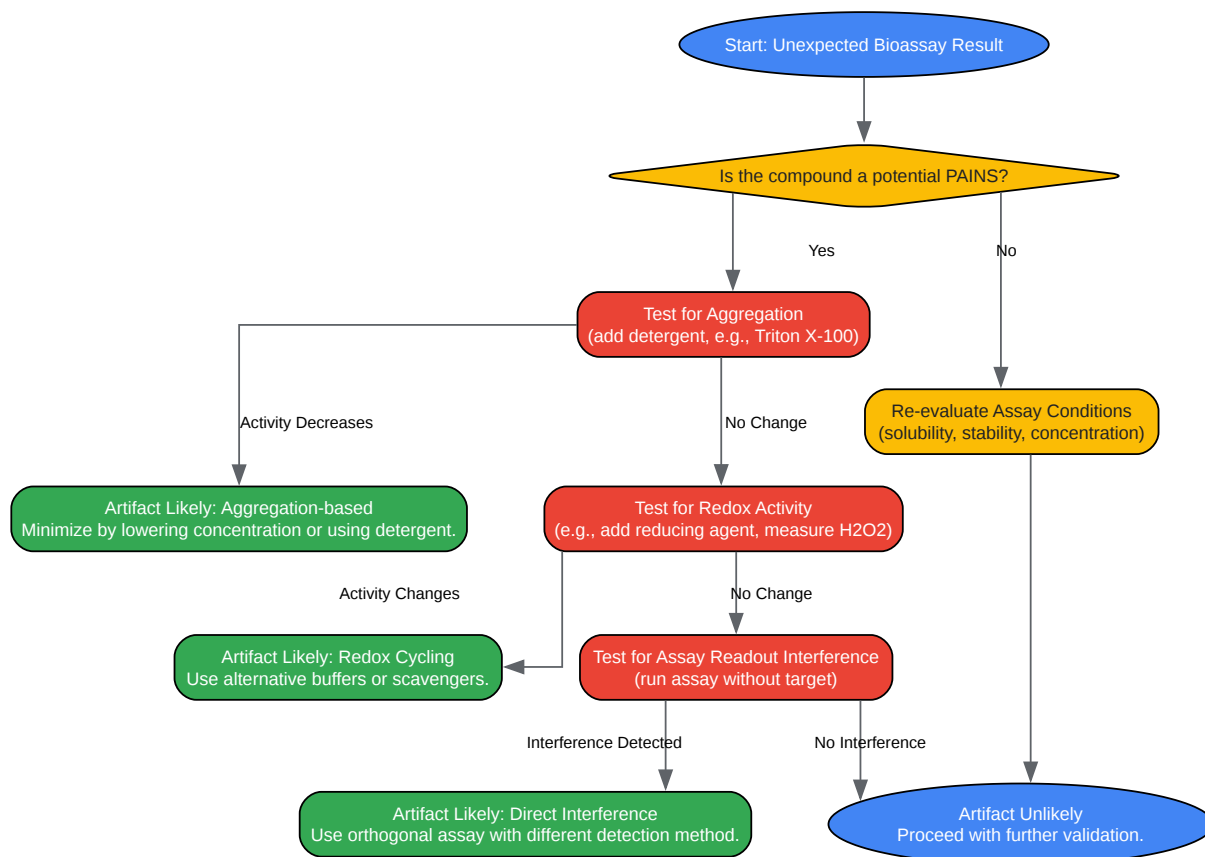 Start: Unexpected Bioassay Result
Is the compound a potential PAINS?
Yes
No
Test for Aggregation
(add detergent, e.g., Triton X-100)
Activity Decreases
No Change
Re-evaluate Assay Conditions
(solubility, stability, concentration)
Artifact Likely: Aggregation-based
Minimize by lowering concentration or using detergent.
Test for Redox Activity
(e.g., add reducing agent, measure H2O2)
Activity Changes
No Change
Artifact Likely: Redox Cycling
Use alternative buffers or scavengers.
Test for Assay Readout Interference
(run assay without target)
Interference Detected
No Interference
Artifact Likely: Direct Interference
Use orthogonal assay with different detection method.
Artifact Unlikely
Proceed with further validation.